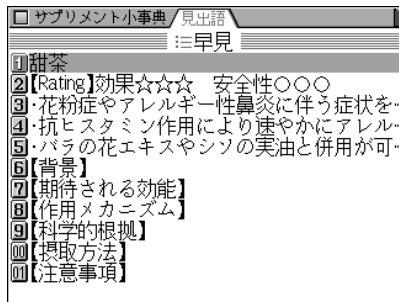 サプリメント小事典 見出語
早見
1 甜茶
2 【Rating】効果☆☆☆ 安全性○○○
3 ・花粉症やアレルギー性鼻炎に伴う症状を
4 ・抗ヒスタミン作用により速やかにアレル
5 ・バラの花エキスやシソの実油と併用が可
6 【背景】
7 【期待される効能】
8 【作用メカニズム】
9 【科学的根拠】
00 【摂取方法】
01 【注意事項】